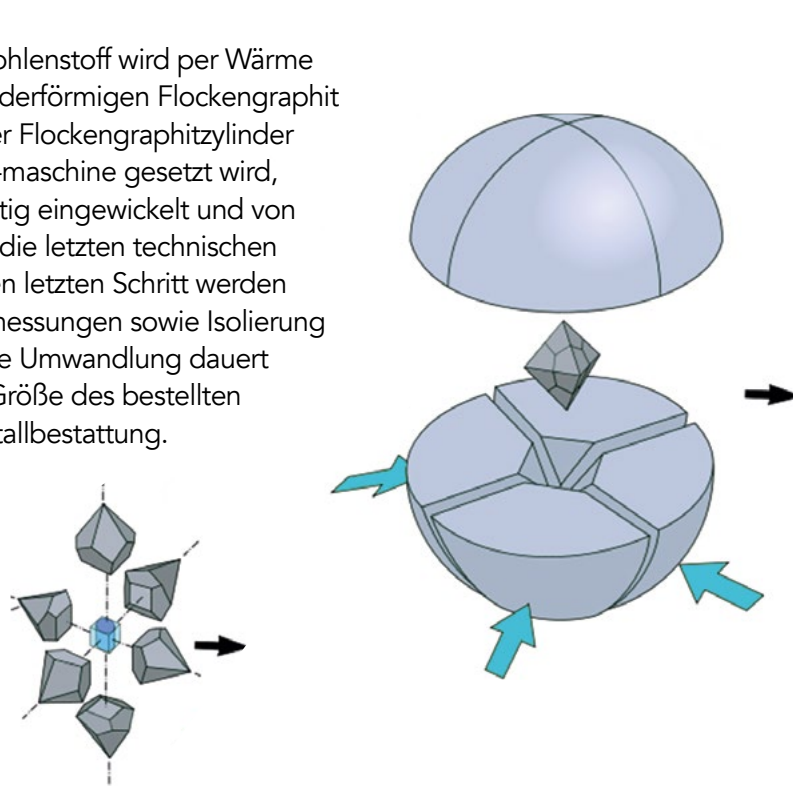 ohlenstoff wird per Wärme
derförmigen Flockengraphit
er Flockengraphitzylinder
-maschine gesetzt wird,
tig eingewickelt und von
die letzten technischen
n letzten Schritt werden
nessungen sowie Isolierung
e Umwandlung dauert
Größe des bestellten
tallbestattung.